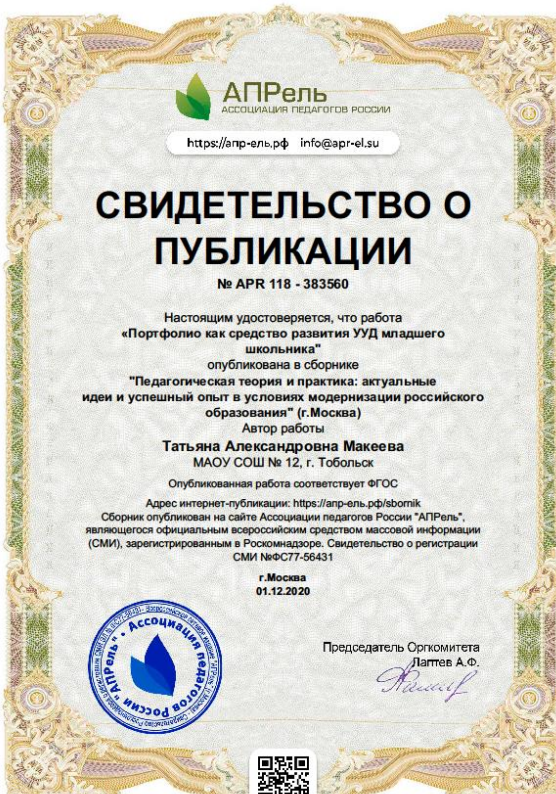 АПРель
АССОЦИАЦИЯ ПЕДАГОГОВ РОССИИ
https://апр-ель.рф info@apr-el.su
СВИДЕТЕЛЬСТВО О
ПУБЛИКАЦИИ
№ APR 118 - 383560
Настоящим удостоверяется, что работа
«Портфолио как средство развития УУД младшего
школьника"
опубликована в сборнике
"Педагогическая теория и практика: актуальные
идеи и успешный опыт в условиях модернизации российского
образования" (г.Москва)
Автор работы
Татьяна Александровна Макеева
МАОУ СОШ № 12, г. Тобольск
Опубликованная работа соответствует ФГОС
Адрес интернет-публикации: https://апр-ель.рф/sbornik
Сборник опубликован на сайте Ассоциации педагогов России "АПРель",
являющегося официальным всероссийским средством массовой информации
(СМИ), зарегистрированным в Роскомнадзоре. Свидетельство о регистрации
СМИ №ФС77-56431
г.Москва
01.12.2020
Ассоциация педагогов России "АПРель"
Председатель Оргкомитета
Лаптев А.Ф.